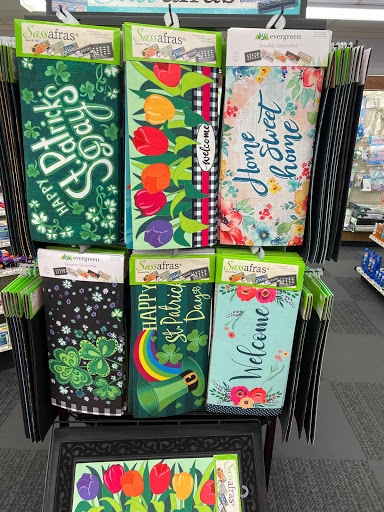 Sassafras
Sassafras
evergreen
HAPPY
St.
Patrick's
Day!
welcome
Home
Sweet
home
evergreen
Sassafras
Sassafras
HAPPY
St. Patrick's
Day
Welcome
Sassafras